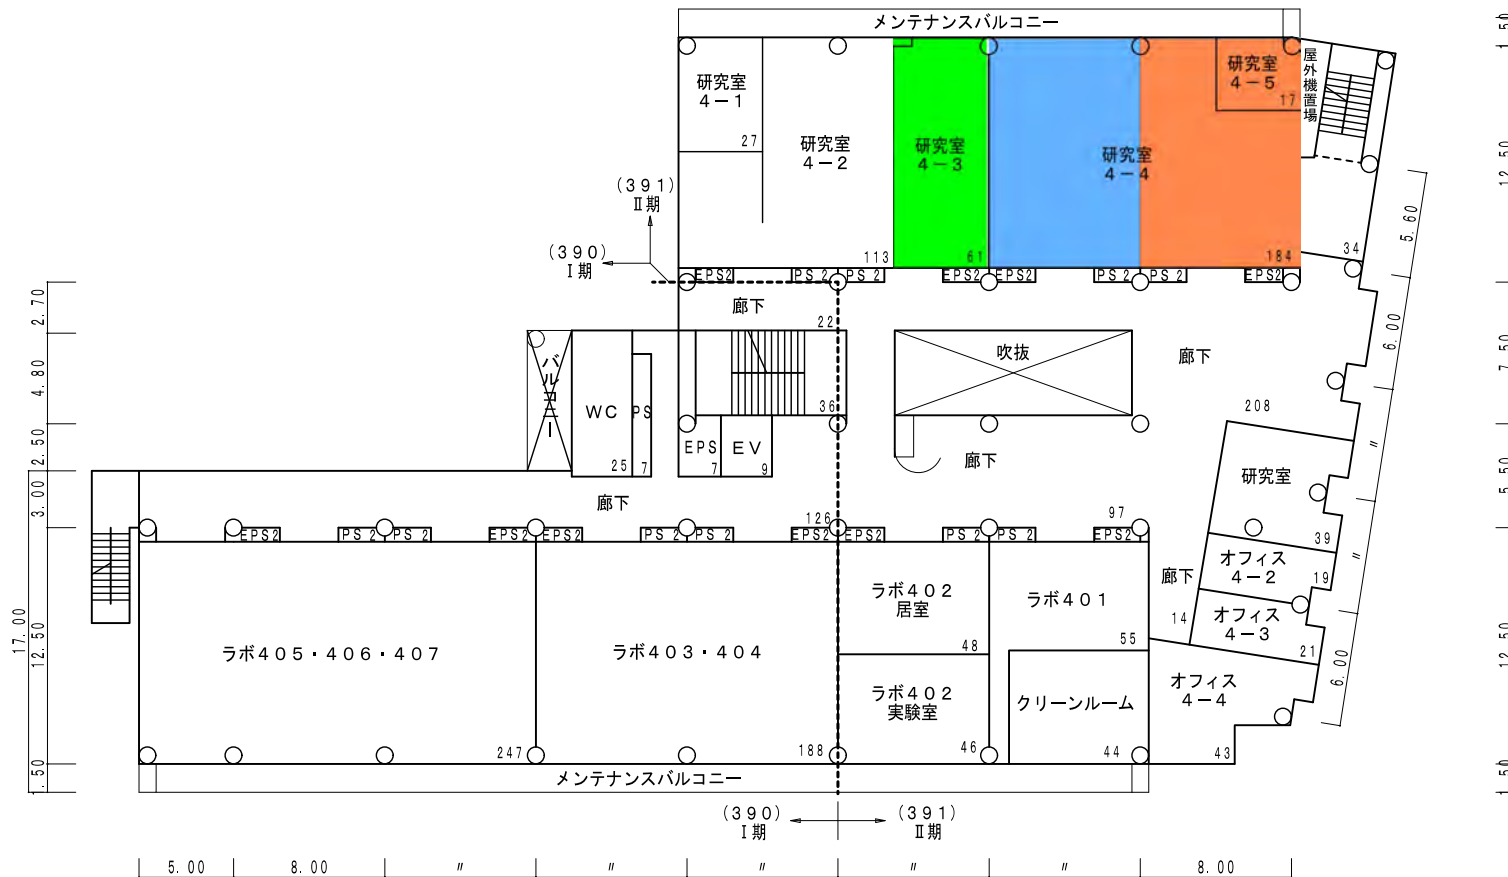 メンテナンスバルコニー
研究室
4－1
27
研究室
4－2
113
研究室
4－3
61
研究室
4－4
184
研究室
4－5
17
屋外機置場
34
(391)
Ⅱ期
(390)
Ⅰ期
EPS2
PS 2
PS 2
EPS2
EPS2
PS 2
PS 2
EPS2
廊下
22
吹抜
廊下
バルコニー
WC
25
PS
7
36
EPS
7
EV
9
208
廊下
廊下
126
97
研究室
39
EPS2
PS 2
PS 2
EPS2
EPS2
PS 2
PS 2
EPS2
EPS2
PS 2
PS 2
EPS2
廊下
14
オフィス
4－2
19
オフィス
4－3
21
オフィス
4－4
43
ラボ405・406・407
247
ラボ403・404
188
ラボ402
居室
48
ラボ402
実験室
46
ラボ401
55
クリーンルーム
44
メンテナンスバルコニー
(390)
Ⅰ期
(391)
Ⅱ期
2.70
4.80
2.50
3.00
17.00
12.50
.50
5.60
6.00
〃
〃
6.00
50
12.50
7.50
5.50
12.50
1.50
5.00
8.00
〃
〃
〃
〃
〃
8.00